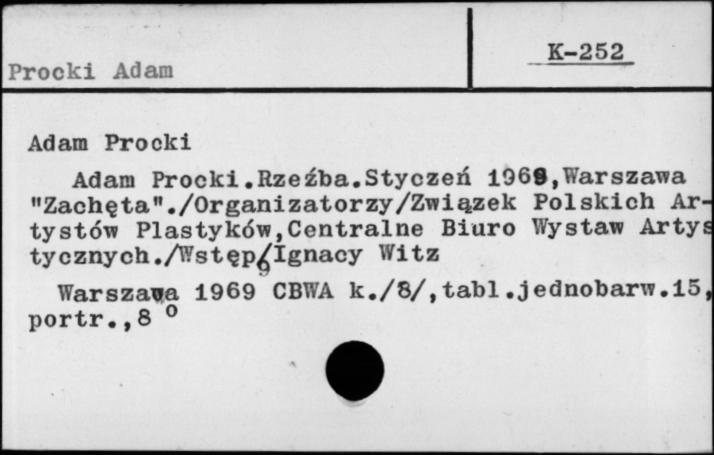 Procki Adam
K-252
Adam Procki
Adam Procki.Rzeźba.Styczeń 1969,Warszawa
"Zachęta"./Organizatorzy/Związek Polskich Ar-
tystów Plastyków,Centralne Biuro Wystaw Artys
tycznych./Wstęp/Ignacy Witz
Warszawa 1969 CBWA k./8/,tabl.jednobarw.15,
portr.,8 º